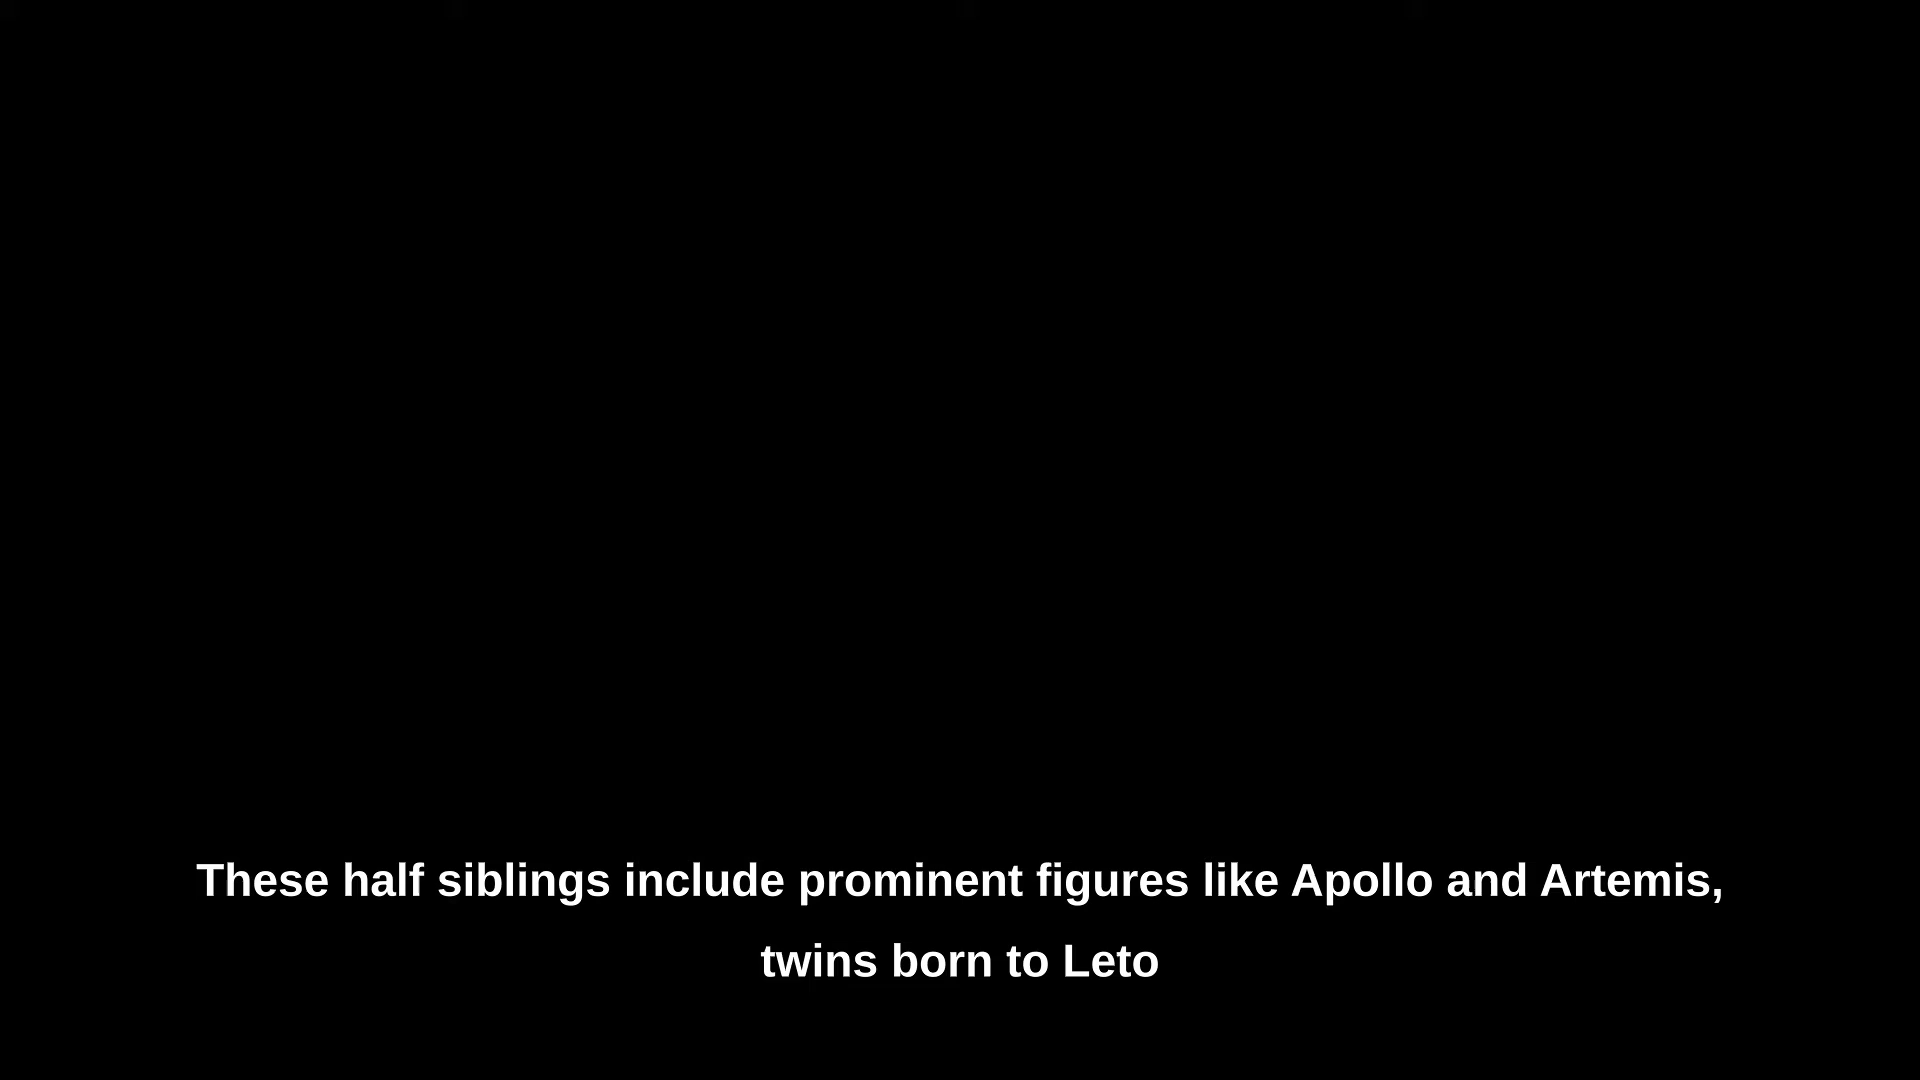 These half siblings include prominent figures like Apollo and Artemis,
twins born to Leto